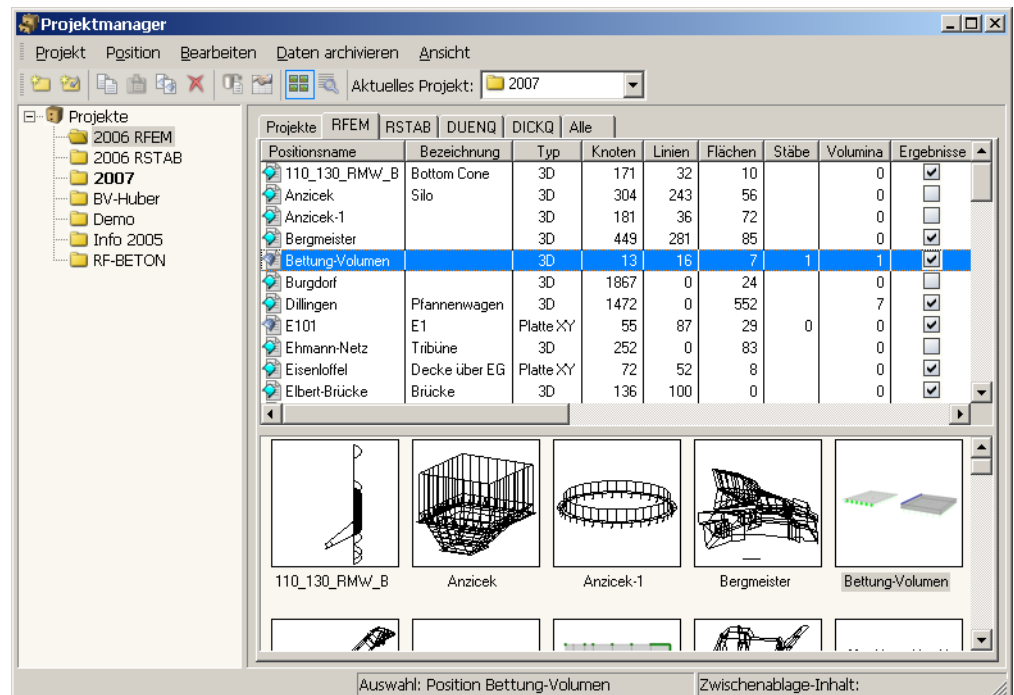 Projektmanager
Projekt Position Bearbeiten Daten archivieren Ansicht
Aktuelles Projekt: 2007
Projekte
2006 RFEM
2006 RSTAB
2007
BV-Huber
Demo
Info 2005
RF-BETON
Projekte RFEM RSTAB DUENQ DICKQ Alle
Positionsname Bezeichnung Typ Knoten Linien Flächen Stäbe Volumina Ergebnisse
110_130_RMW_B Bottom Cone 3D 171 32 10 0
Anzicek Silo 3D 304 243 56 0
Anzicek-1 3D 181 36 72 0
Bergmeister 3D 449 281 85 0
Bettung-Volumen 3D 13 16 7 1 1
Burgdorf 3D 1867 0 24 0
Dillingen Pfannenwagen 3D 1472 0 552 7
E101 E1 Platte XY 55 87 29 0 0
Ehmann-Netz Tribüne 3D 252 0 83 0
Eisenloffel Decke über EG Platte XY 72 52 8 0
Elbert-Brücke Brücke 3D 136 100 0 0
110_130_RMW_B Anzicek Anzicek-1 Bergmeister Bettung-Volumen
Auswahl: Position Bettung-Volumen Zwischenablage-Inhalt: